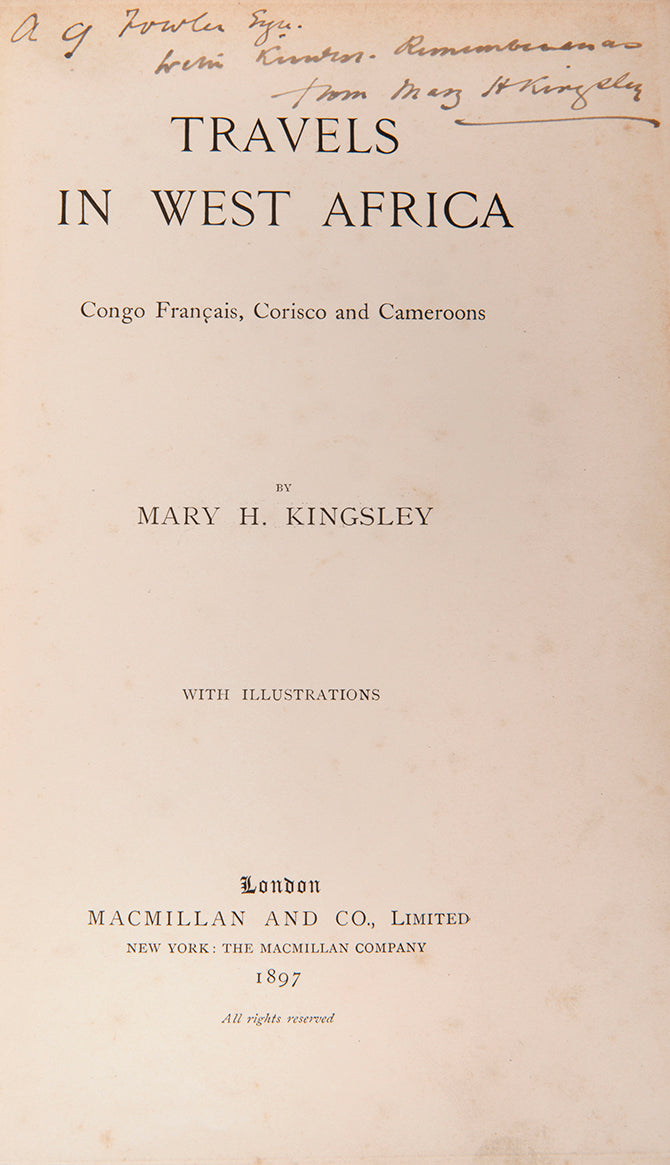 A G Fowler Esqr.
with Kindest Remembrances
from Mary H Kingsley
TRAVELS
IN WEST AFRICA
Congo Français, Corisco and Cameroons
BY
MARY H. KINGSLEY
WITH ILLUSTRATIONS
London
MACMILLAN AND CO., LIMITED
NEW YORK: THE MACMILLAN COMPANY
1897
All rights reserved